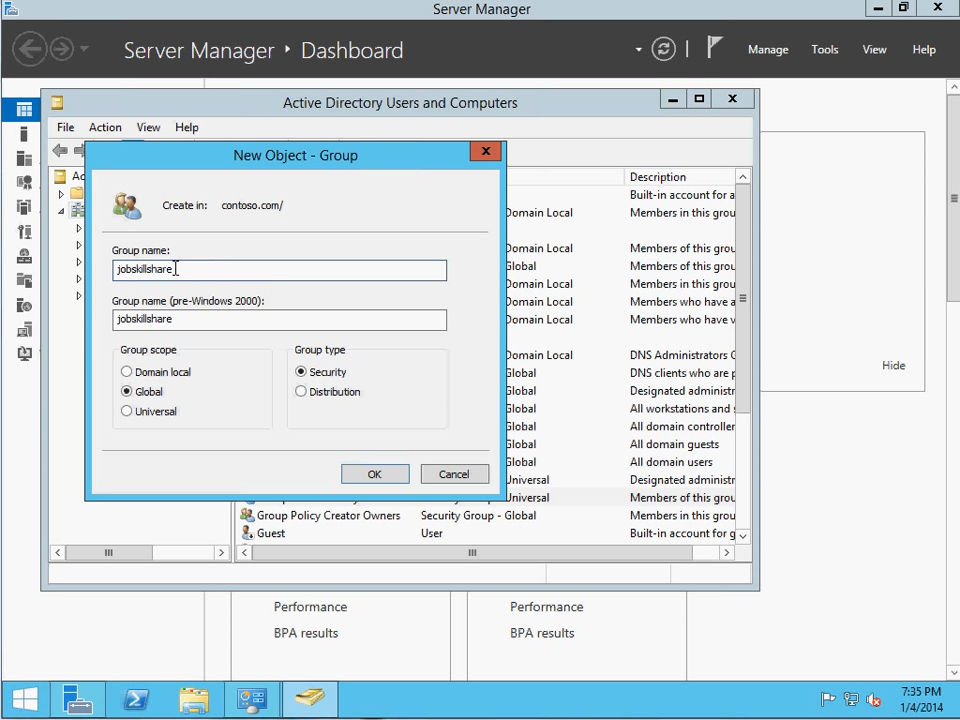 Server Manager
Server Manager ‣ Dashboard
Manage Tools View Help
Active Directory Users and Computers
File Action View Help
New Object - Group
Create in: contoso.com/
Group name:
jobskillshare
Group name (pre-Windows 2000):
jobskillshare
Group scope
Domain local
Global
Universal
Group type
Security
Distribution
OK Cancel
Description
Built-in account for a
Domain Local Members in this grou
Domain Local Members of this grou
Global Members of this grou
Domain Local Members in this grou
Domain Local Members who have a
Domain Local Members who have v
Domain Local DNS Administrators G
Global DNS clients who are p
Global Designated administr
Global All workstations and s
Global All domain controller
Global All domain guests
Global All domain users
Universal Designated administr
Universal Members of this grou
Group Policy Creator Owners Security Group - Global Members in this grou
Guest User Built-in account for g
Hide
Performance
BPA results
Performance
BPA results
7:35 PM
1/4/2014